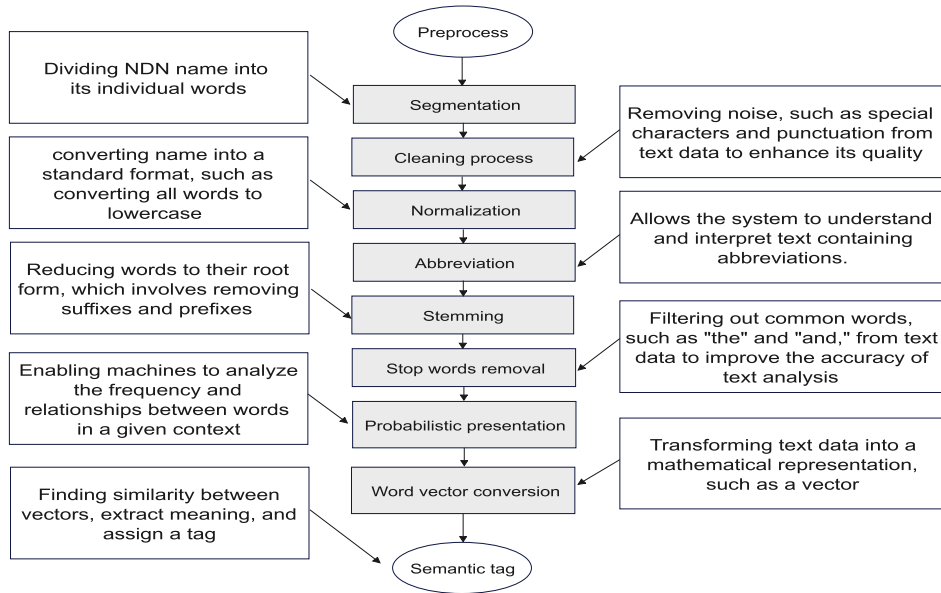 Preprocess
Dividing NDN name into
its individual words
Segmentation
Removing noise, such as special
characters and punctuation from
text data to enhance its quality
Cleaning process
converting name into a
standard format, such as
converting all words to
lowercase
Normalization
Allows the system to understand
and interpret text containing
abbreviations.
Abbreviation
Reducing words to their root
form, which involves removing
suffixes and prefixes
Stemming
Filtering out common words,
such as "the" and "and," from text
data to improve the accuracy of
text analysis
Stop words removal
Enabling machines to analyze
the frequency and
relationships between words
in a given context
Probabilistic presentation
Transforming text data into a
mathematical representation,
such as a vector
Word vector conversion
Finding similarity between
vectors, extract meaning, and
assign a tag
Semantic tag